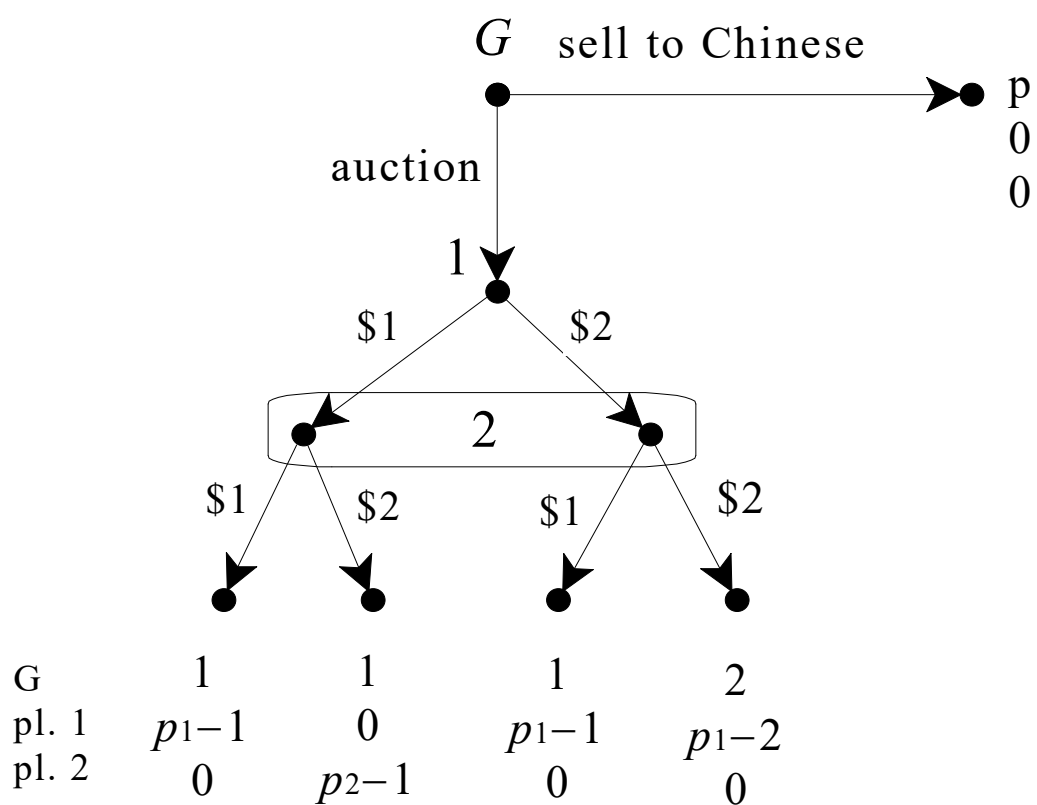 G sell to Chinese
p
0
0
auction
1
$1 $2
2
$1 $2 $1 $2
G 1 1 1 2
pl. 1 p1−1 0 p1−1 p1−2
pl. 2 0 p2−1 0 0